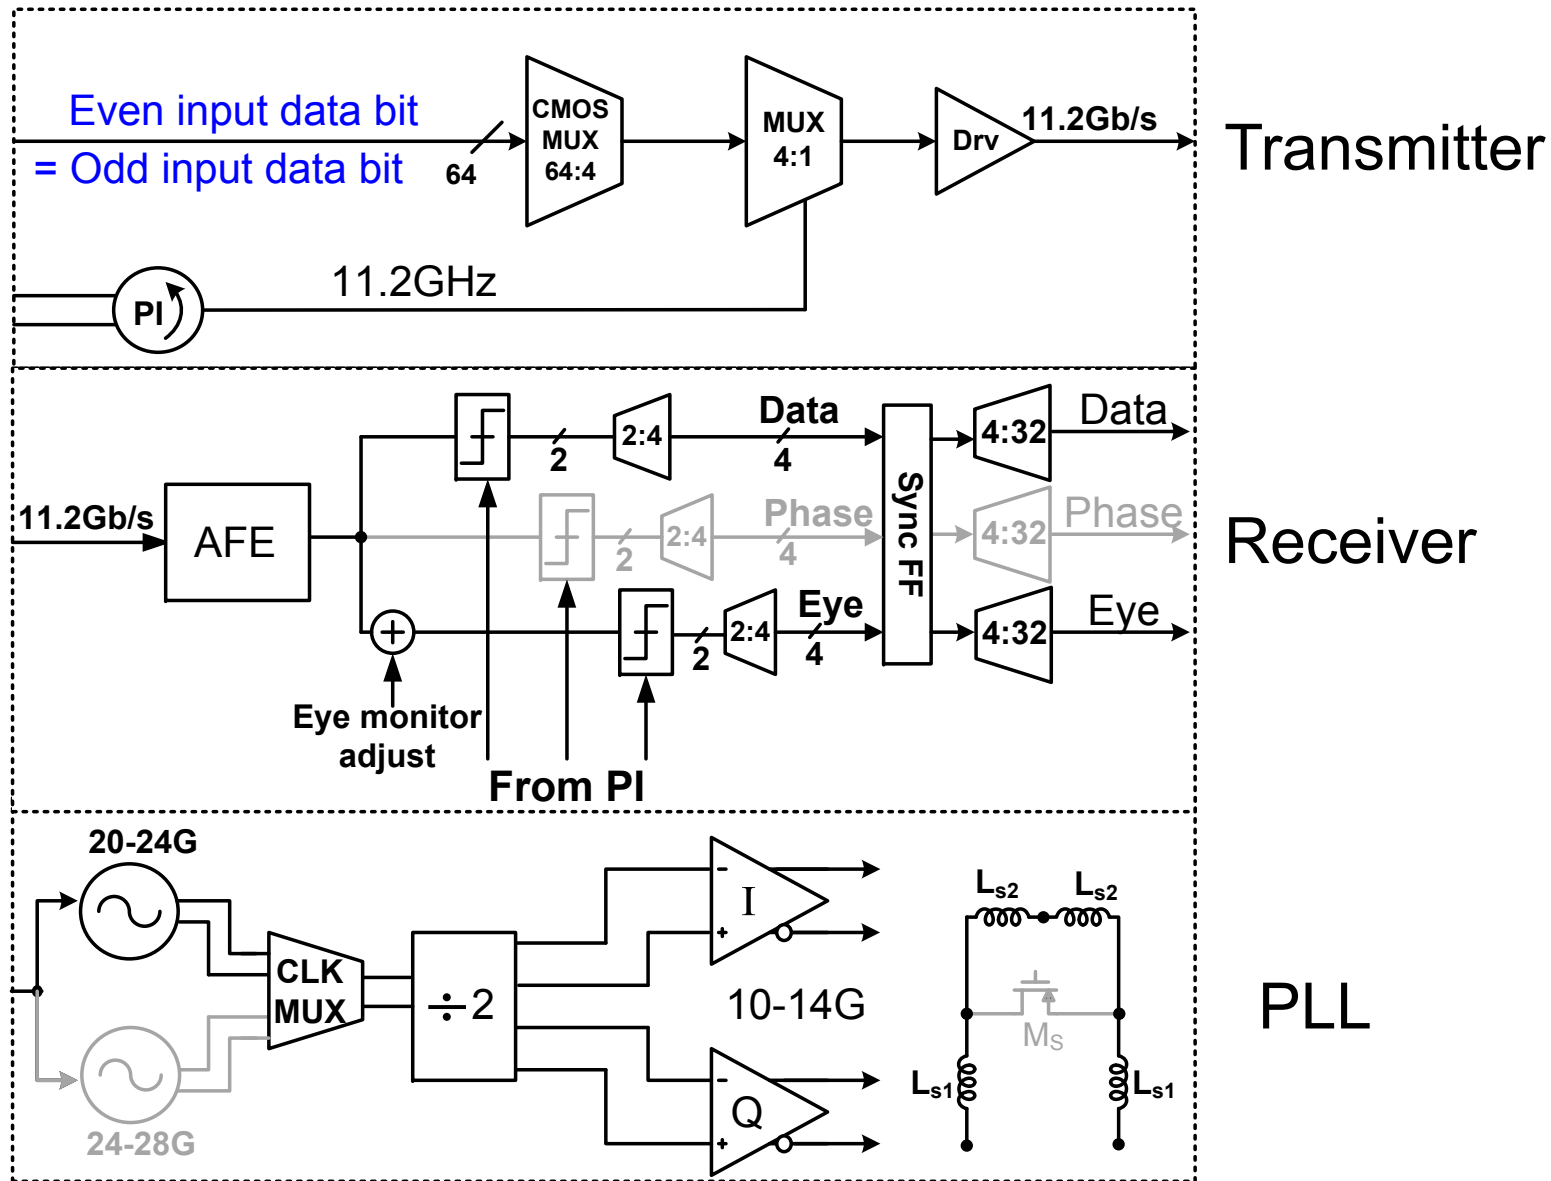 Even input data bit
= Odd input data bit
64
CMOS
MUX
64:4
MUX
4:1
Drv
11.2Gb/s
Transmitter
PI
11.2GHz
11.2Gb/s
AFE
2
2:4
Data
4
4:32
Data
2
2:4
Phase
4
Sync FF
4:32
Phase
Receiver
2
2:4
Eye
4
4:32
Eye
+
Eye monitor
adjust
From PI
20-24G
24-28G
CLK
MUX
÷2
-
I
+
10-14G
-
Q
+
Ls2
Ls2
MS
Ls1
Ls1
PLL